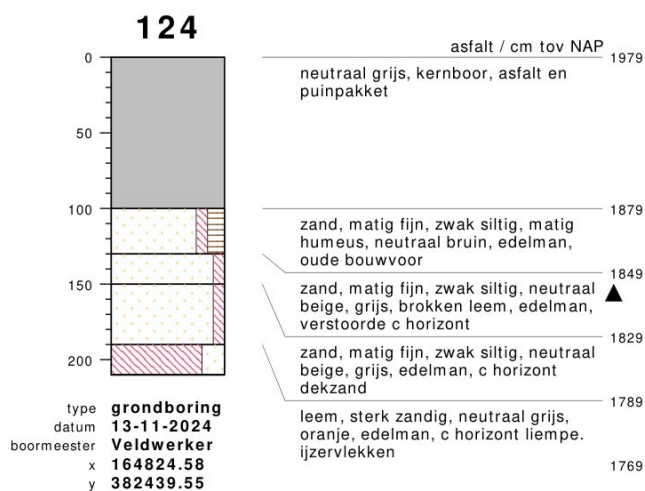 124
asfalt / cm tov NAP
0
1979
neutraal grijs, kernboor, asfalt en
puinpakket
50
100
1879
zand, matig fijn, zwak siltig, matig
humeus, neutraal bruin, edelman,
oude bouwvoor
1849
150
zand, matig fijn, zwak siltig, neutraal
beige, grijs, brokken leem, edelman,
verstoorde c horizont
1829
zand, matig fijn, zwak siltig, neutraal
beige, grijs, edelman, c horizont
dekzand
200
1789
leem, sterk zandig, neutraal grijs,
oranje, edelman, c horizont liempe.
ijzervlekken
1769
type grondboring
datum 13-11-2024
boormeester Veldwerker
x 164824.58
y 382439.55